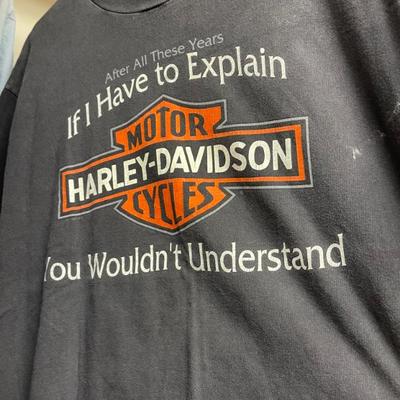 After All These Years
If I Have to Explain
MOTOR
HARLEY-DAVIDSON
CYCLES
You Wouldn't Understand